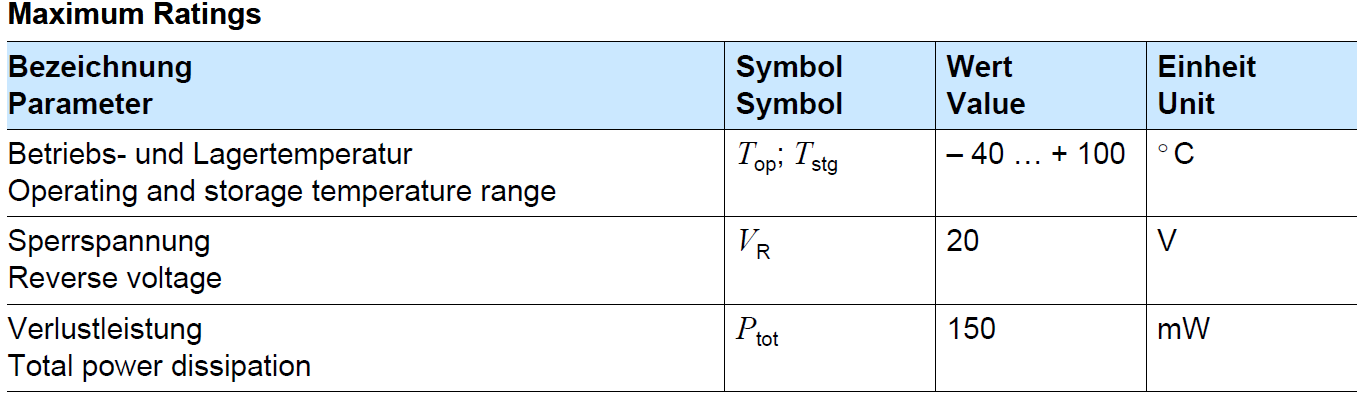 Maximum Ratings
Bezeichnung
Parameter
Symbol
Symbol
Wert
Value
Einheit
Unit
Betriebs- und Lagertemperatur
Operating and storage temperature range
Top; Tstg
– 40 … + 100
° C
Sperrspannung
Reverse voltage
VR
20
V
Verlustleistung
Total power dissipation
Ptot
150
mW